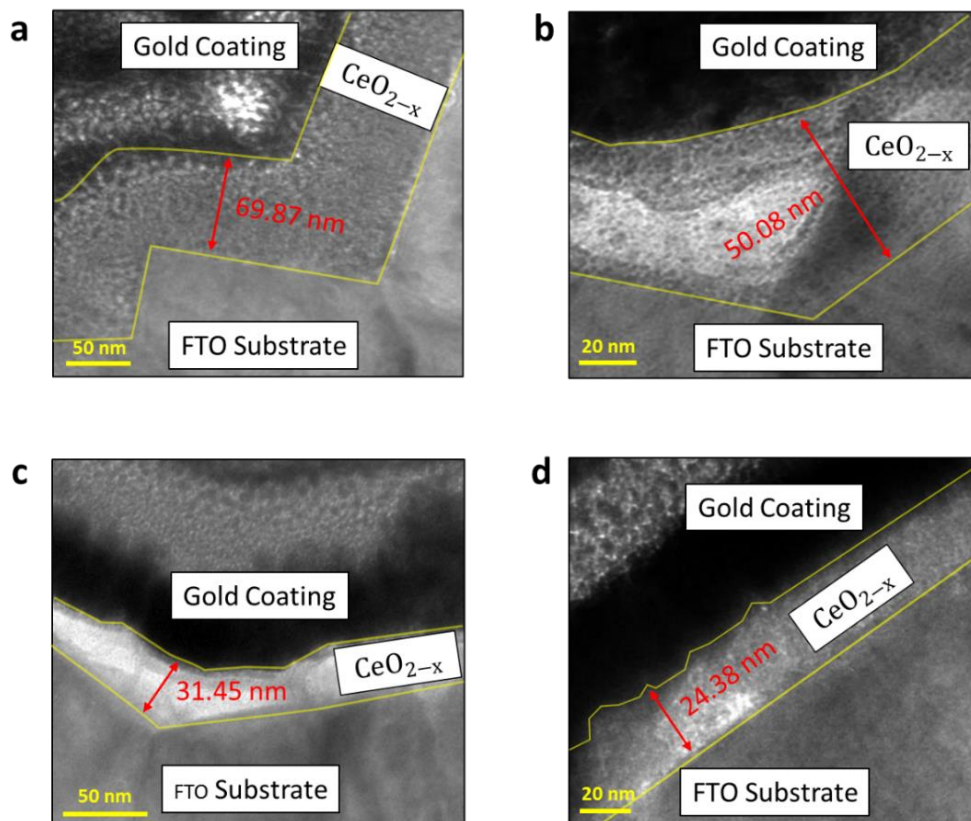 a
Gold Coating
CeO₂₋ₓ
69.87 nm
50 nm
FTO Substrate
b
Gold Coating
CeO₂₋ₓ
50.08 nm
20 nm
FTO Substrate
c
Gold Coating
CeO₂₋ₓ
31.45 nm
50 nm
FTO Substrate
d
Gold Coating
CeO₂₋ₓ
24.38 nm
20 nm
FTO Substrate